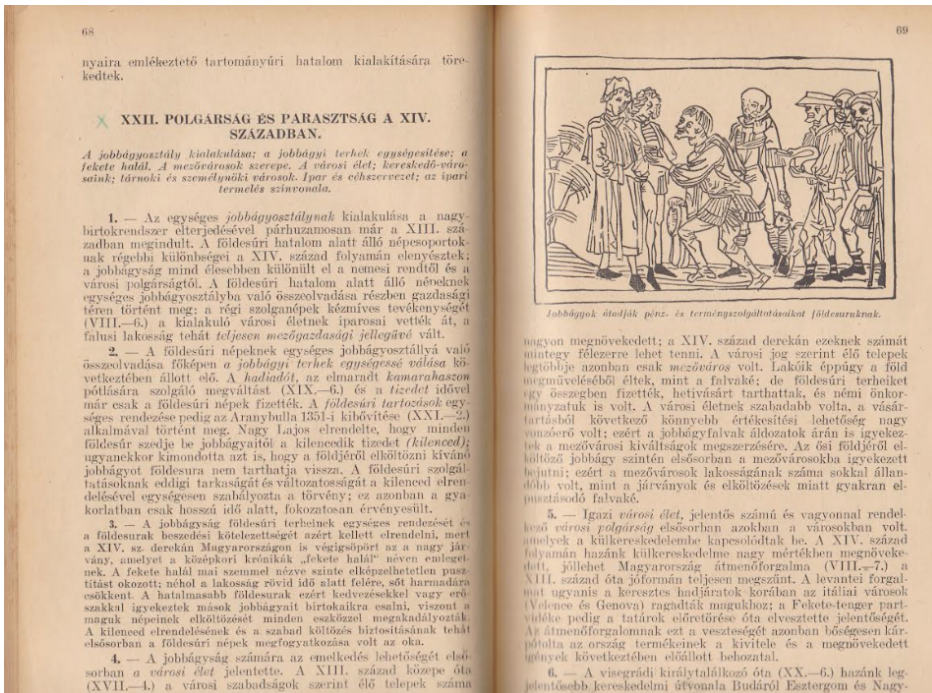 68
nyaira emlékeztető tartományúri hatalom kialakítására töre-
kedtek.
XXII. POLGÁRSÁG ÉS PARASZTSÁG A XIV.
SZÁZADBAN.
A jobbágyosztály kialakulása; a jobbágyi terhek egységesítése; a
fekete halál. A mezővárosok szerepe. A városi élet; kereskedő-váro-
saink; tárnoki és személynöki városok. Ipar és céhszervezet; az ipari
termelés színvonala.
1. — Az egységes jobbágyosztálynak kialakulása a nagy-
birtokrendszer elterjedésével párhuzamosan már a XIII. szá-
zadban megindult. A földesúri hatalom alatt álló népcsoportok-
nak régebbi különbségei a XIV. század folyamán elenyésztek;
a jobbágyság mind élesebben különült el a nemesi rendtől és a
városi polgárságtól. A földesúri hatalom alatt álló népeknek
egységes jobbágyosztályba való összeolvadása részben gazdasági
téren történt meg: a régi szolganépek kézmíves tevékenységét
(VIII.—6.) a kialakuló városi életnek iparosai vették át, a
falusi lakosság tehát teljesen mezőgazdasági jellegűvé vált.
2. — A földesúri népeknek egységes jobbágyosztállyá való
összeolvadása főképen a jobbágyi terhek egységessé válása kö-
vetkeztében állott elő. A hadiadót, az elmaradt kamarahaszon
pótlására szolgáló megváltást (XIX.—6.) és a tizedet idővel
már csak a földesúri népek fizették. A földesúri tartozások egy-
séges rendezése pedig az Aranybulla 1351-i kibővítése (XXI.—2.)
alkalmával történt meg. Nagy Lajos elrendelte, hogy minden
földesúr szedje be jobbágyaitól a kilencedik tizedet (kilenced);
ugyanekkor kimondotta azt is, hogy a földjéről elköltözni kívánó
jobbágyot földesura nem tarthatja vissza. A földesúri szolgál-
tatásoknak eddigi tarkaságát és változatosságát a kilenced elren-
delésével egységesen szabályozta a törvény; ez azonban a gya-
korlatban csak hosszú idő alatt, fokozatosan érvényesült.
3. — A jobbágyság földesúri terheinek egységes rendezését és
a földesurak beszedési kötelezettségét azért kellett elrendelni, mert
a XIV. sz. derekán Magyarországon is végigsöpört az a nagy jár-
vány, amelyet a középkori krónikák „fekete halál” néven emleget-
nek. A fekete halál mai szemmel nézve szinte elképzelhetetlen pusz-
títást okozott; néhol a lakosság rövid idő alatt felére, sőt harmadára
csökkent. A hatalmasabb földesurak ezért kedvezésekkel vagy erő-
szakkal igyekeztek mások jobbágyait birtokaikra csalni, viszont a
maguk népeinek elköltözését minden eszközzel megakadályozták.
A kilenced elrendelésének és a szabad költözés biztosításának tehát
elsősorban a földesúri népek megfogyatkozása volt az oka.
4. — A jobbágyság számára az emelkedés lehetőségét első-
sorban a városi élet jelentette. A XIII. század közepe óta
(XVII.—4.) a városi szabadságok szerint élő telepek száma
69
Jobbágyok átadják pénz- és terményszolgáltatásaikat földesuruknak.
nagyon megnövekedett; a XIV. század derekán ezeknek számát
mintegy félezerre lehet tenni. A városi jog szerint élő telepek
legtöbbje azonban csak mezőváros volt. Lakóik éppúgy a föld
megműveléséből éltek, mint a falvaké; de földesúri terheiket
egy összegben fizették, hetivásárt tarthattak, és némi önkor-
mányzatuk is volt. A városi életnek szabadabb volta, a vásár-
tartásból következő könnyebb értékesítési lehetőség nagy
vonzóerő volt; ezért a jobbágyfalvak áldozatok árán is igyekez-
tek a mezővárosi kiváltságok megszerzésére. Az ősi földjéről el-
költöző jobbágy szintén elsősorban a mezővárosokba igyekezett
bejutni; ezért a mezővárosok lakosságának száma sokkal állan-
dóbb volt, mint a járványok és elköltözések miatt gyakran el-
pusztásodó falvaké.
5. — Igazi városi élet, jelentős számú és vagyonnal rendel-
kező városi polgárság elsősorban azokban a városokban volt.
amelyek a külkereskedelembe kapcsolódtak be. A XIV. század
folyamán hazánk külkereskedelme nagy mértékben megnöveke-
dett, jóllehet Magyarország átmenőforgalma (VIII.—7.) a
XIII. század óta jóformán teljesen megszűnt. A levantei forgal-
mat ugyanis a keresztes hadjáratok korában az itáliai városok
(Velence és Genova) ragadták magukhoz; a Fekete-tenger part-
vidéke pedig a tatárok előretörése óta elvesztette jelentőségét.
Az átmenőforgalomnak ezt a veszteségét azonban bőségesen kár-
pótolta az ország termékeinek a kivitele és a megnövekedett
igények következtében előállott behozatal.
6. — A visegrádi királytalálkozó óta (XX.—6.) hazánk leg-
jelentősebb kereskedelmi útvonala Budáról Esztergom és Nagy-